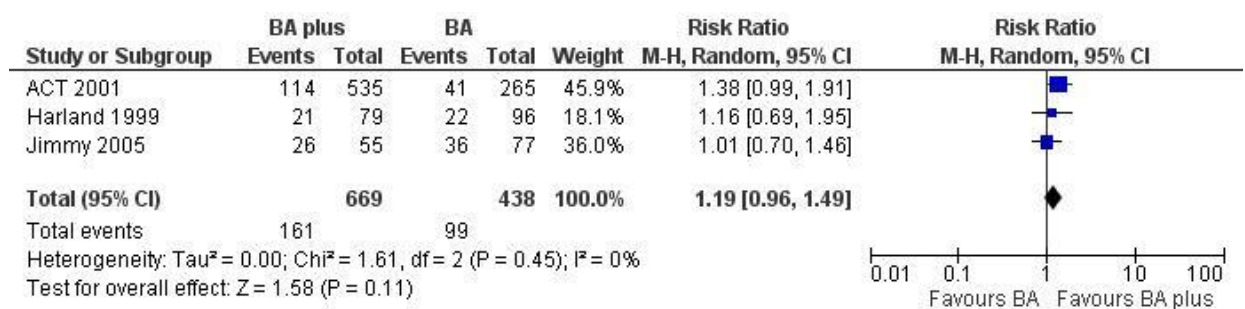 BA plus BA Risk Ratio Risk Ratio
Study or Subgroup Events Total Events Total Weight M-H, Random, 95% CI M-H, Random, 95% CI
ACT 2001 114 535 41 265 45.9% 1.38 [0.99, 1.91]
Harland 1999 21 79 22 96 18.1% 1.16 [0.69, 1.95]
Jimmy 2005 26 55 36 77 36.0% 1.01 [0.70, 1.46]
Total (95% CI) 669 438 100.0% 1.19 [0.96, 1.49]
Total events 161 99
Heterogeneity: Tau² = 0.00; Chi² = 1.61, df = 2 (P = 0.45); I² = 0%
Test for overall effect: Z = 1.58 (P = 0.11)
0.01 0.1 1 10 100
Favours BA Favours BA plus